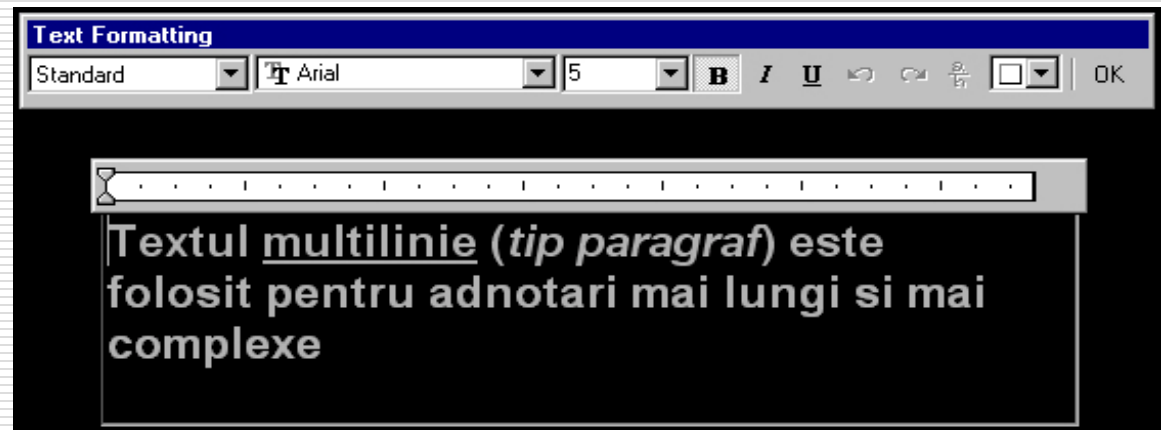 Text Formatting
Standard Arial 5 B I U OK
Textul multilinie (tip paragraf) este
folosit pentru adnotari mai lungi si mai
complexe